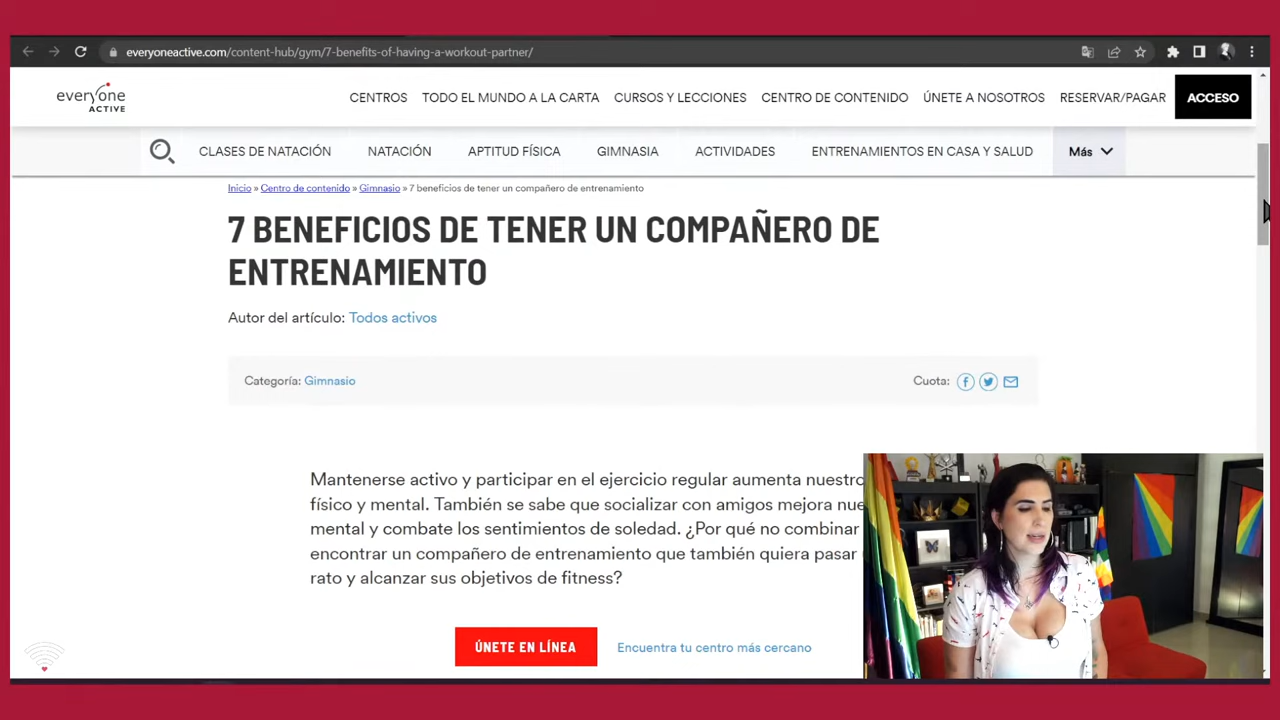 everyoneactive.com/content-hub/gym/7-benefits-of-having-a-workout-partner/
everyone
ACTIVE
CENTROS TODO EL MUNDO A LA CARTA CURSOS Y LECCIONES CENTRO DE CONTENIDO ÚNETE A NOSOTROS RESERVAR/PAGAR ACCESO
CLASES DE NATACIÓN NATACIÓN APTITUD FÍSICA GIMNASIA ACTIVIDADES ENTRENAMIENTOS EN CASA Y SALUD Más
Inicio » Centro de contenido » Gimnasio » 7 beneficios de tener un compañero de entrenamiento
7 BENEFICIOS DE TENER UN COMPAÑERO DE
ENTRENAMIENTO
Autor del artículo: Todos activos
Categoría: Gimnasio Cuota:
Mantenerse activo y participar en el ejercicio regular aumenta nuestro
físico y mental. También se sabe que socializar con amigos mejora nue
mental y combate los sentimientos de soledad. ¿Por qué no combinar
encontrar un compañero de entrenamiento que también quiera pasar
rato y alcanzar sus objetivos de fitness?
ÚNETE EN LÍNEA Encuentra tu centro más cercano